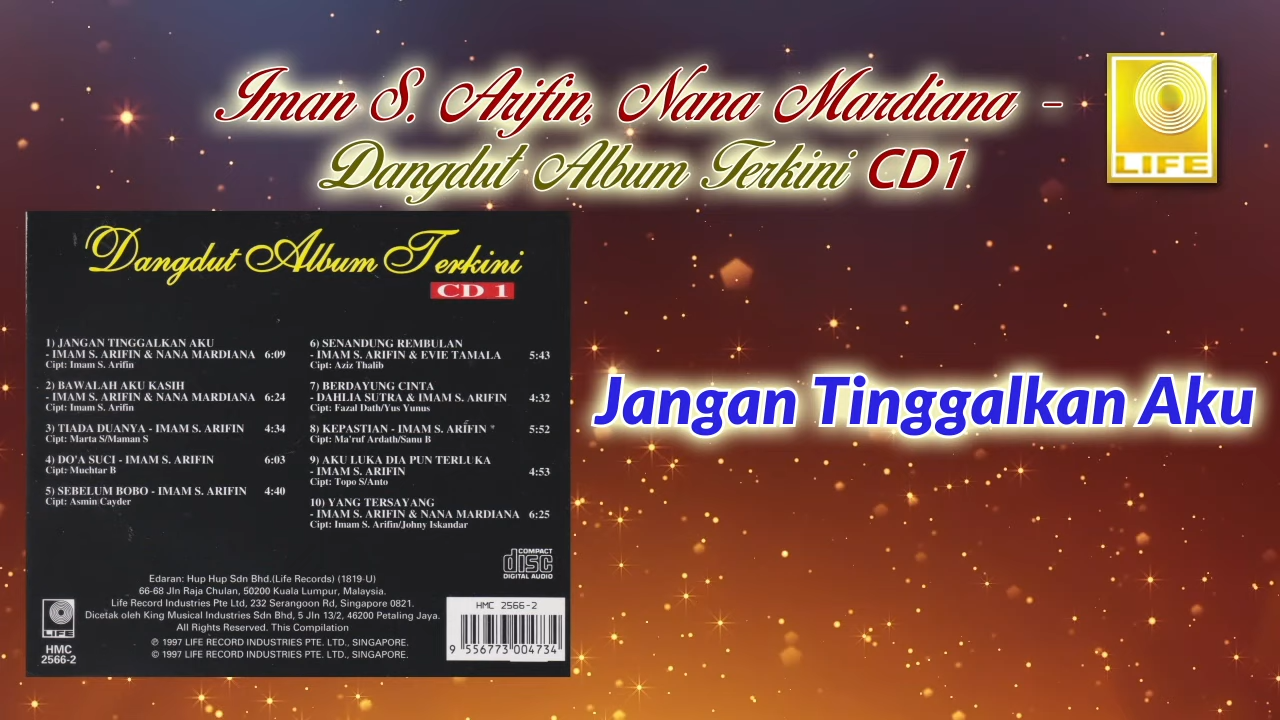 Iman S. Arifin, Nana Mardiana -
Dangdut Album Terkini CD1
LIFE
Dangdut Album Terkini
CD 1
1) JANGAN TINGGALKAN AKU
- IMAM S. ARIFIN & NANA MARDIANA 6:09
Cipt: Imam S. Arifin
2) BAWALAH AKU KASIH
- IMAM S. ARIFIN & NANA MARDIANA 6:24
Cipt: Imam S. Arifin
3) TIADA DUANYA - IMAM S. ARIFIN 4:34
Cipt: Marta S/Maman S
4) DO'A SUCI - IMAM S. ARIFIN 6:03
Cipt: Muchtar B
5) SEBELUM BOBO - IMAM S. ARIFIN 4:40
Cipt: Asmin Cayder
6) SENANDUNG REMBULAN
- IMAM S. ARIFIN & EVIE TAMALA 5:43
Cipt: Aziz Thalib
7) BERDAYUNG CINTA
- DAHLIA SUTRA & IMAM S. ARIFIN 4:32
Cipt: Fazal Dath/Yus Yunus
8) KEPASTIAN - IMAM S. ARIFIN 5:52
Cipt: Ma'ruf Ardath/Sanu B
9) AKU LUKA DIA PUN TERLUKA
- IMAM S. ARIFIN 4:53
Cipt: Topo S/Anto
10) YANG TERSAYANG
- IMAM S. ARIFIN & NANA MARDIANA 6:25
Cipt: Imam S. Arifin/Johny Iskandar
Jangan Tinggalkan Aku
COMPACT
disc
DIGITAL AUDIO
Edaran: Hup Hup Sdn Bhd.(Life Records) (1819-U)
66-68 Jln Raja Chulan, 50200 Kuala Lumpur, Malaysia.
Life Record Industries Pte Ltd, 232 Serangoon Rd, Singapore 0821.
Dicetak oleh King Musical Industries Sdn Bhd, 5 Jln 13/2, 46200 Petaling Jaya.
All Rights Reserved. This Compilation
℗ 1997 LIFE RECORD INDUSTRIES PTE. LTD., SINGAPORE.
© 1997 LIFE RECORD INDUSTRIES PTE. LTD., SINGAPORE.
LIFE
HMC
2566-2
HMC 2566-2
9 556773 004734